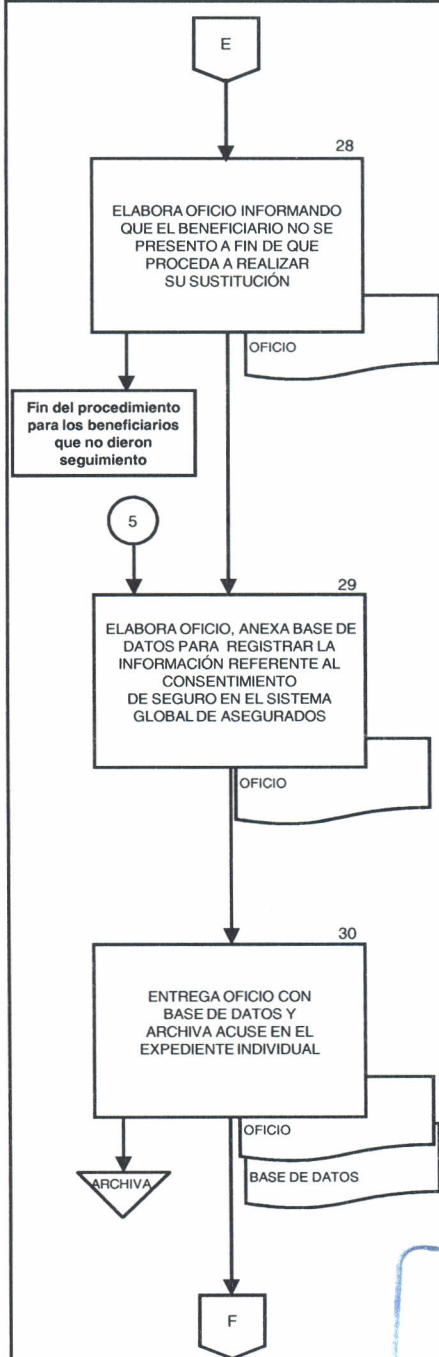 E
28
ELABORA OFICIO INFORMANDO
QUE EL BENEFICIARIO NO SE
PRESENTO A FIN DE QUE
PROCEDA A REALIZAR
SU SUSTITUCIÓN
OFICIO
Fin del procedimiento
para los beneficiarios
que no dieron
seguimiento
5
29
ELABORA OFICIO, ANEXA BASE DE
DATOS PARA REGISTRAR LA
INFORMACIÓN REFERENTE AL
CONSENTIMIENTO
DE SEGURO EN EL SISTEMA
GLOBAL DE ASEGURADOS
OFICIO
30
ENTREGA OFICIO CON
BASE DE DATOS Y
ARCHIVA ACUSE EN EL
EXPEDIENTE INDIVIDUAL
OFICIO
BASE DE DATOS
ARCHIVA
F